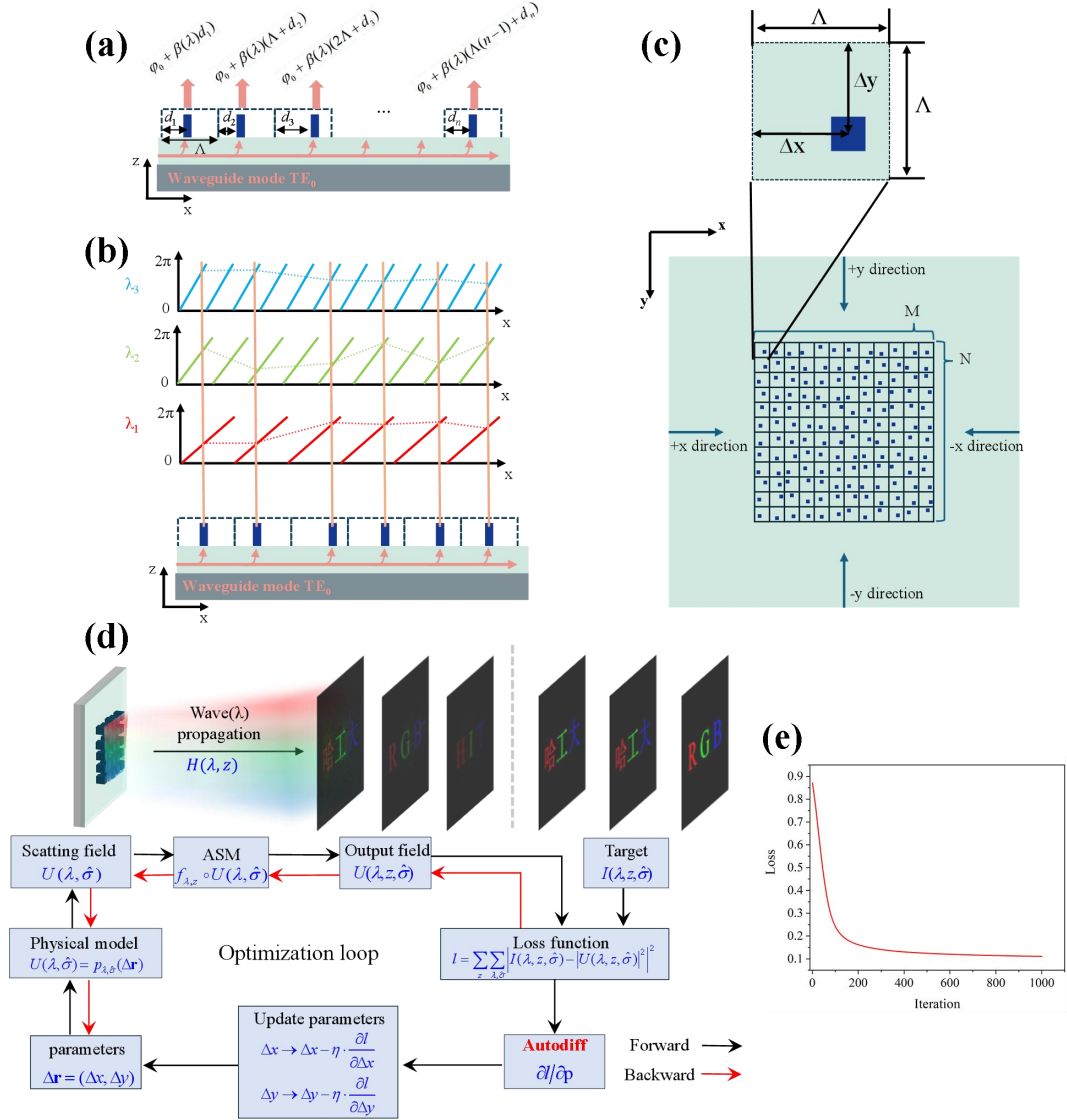 (a)
φ₀ + β(λ)d₁)
φ₀ + β(λ)(Λ + d₂)
φ₀ + β(λ)(2Λ + d₃)
φ₀ + β(λ)(Λ(n−1) + dₙ)
d₁
d₂
d₃
...
dₙ
Λ
z
Waveguide mode TE₀
x
(b)
λ₃
2π
0
x
λ₂
2π
0
x
λ₁
2π
0
x
z
Waveguide mode TE₀
x
(c)
Λ
Δy
Λ
Δx
x
y
+y direction
M
N
+x direction
-x direction
-y direction
(d)
Wave(λ)
propagation
H(λ, z)
哈工大
RGB
HIT
哈工大
哈工大
RGB
Scatting field
U(λ, σ̂)
ASM
f_λ,z ∘ U(λ, σ̂)
Output field
U(λ, z, σ̂)
Target
I(λ, z, σ̂)
Physical model
U(λ, σ̂) = p_λ,σ̂(Δr)
Optimization loop
Loss function
l = ∑_z ∑_λ,σ̂ |I(λ, z, σ̂) − |U(λ, z, σ̂)|²|²
parameters
Δr = (Δx, Δy)
Update parameters
Δx → Δx − η · ∂l/∂Δx
Δy → Δy − η · ∂l/∂Δy
Autodiff
∂l/∂p
Forward
Backward
(e)
0.9
0.8
0.7
0.6
0.5
0.4
0.3
0.2
0.1
Loss
0 200 400 600 800 1000
Iteration